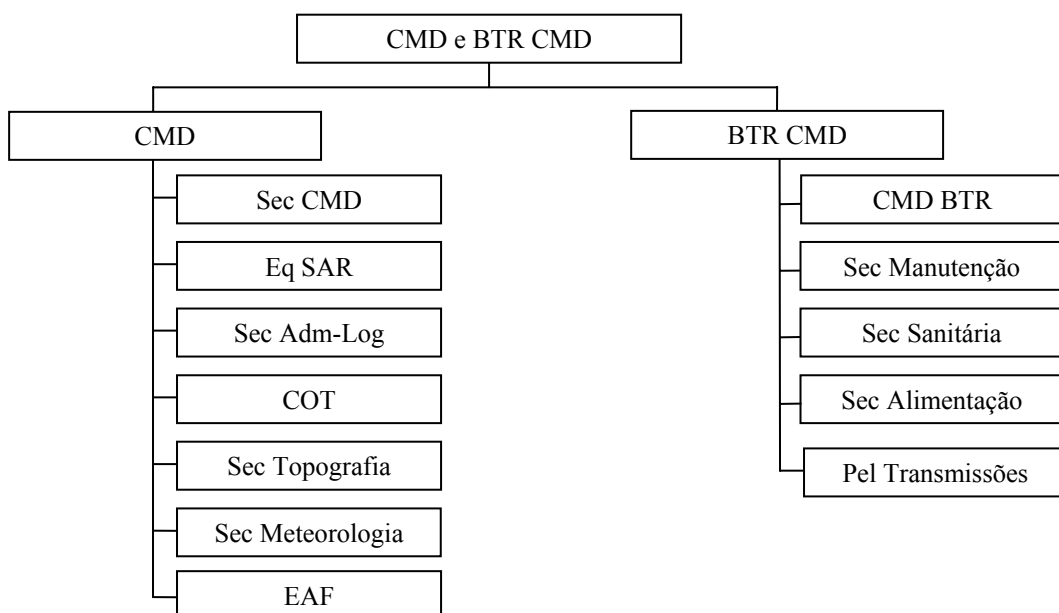 CMD e BTR CMD
CMD
BTR CMD
Sec CMD
Eq SAR
Sec Adm-Log
COT
Sec Topografia
Sec Meteorologia
EAF
CMD BTR
Sec Manutenção
Sec Sanitária
Sec Alimentação
Pel Transmissões